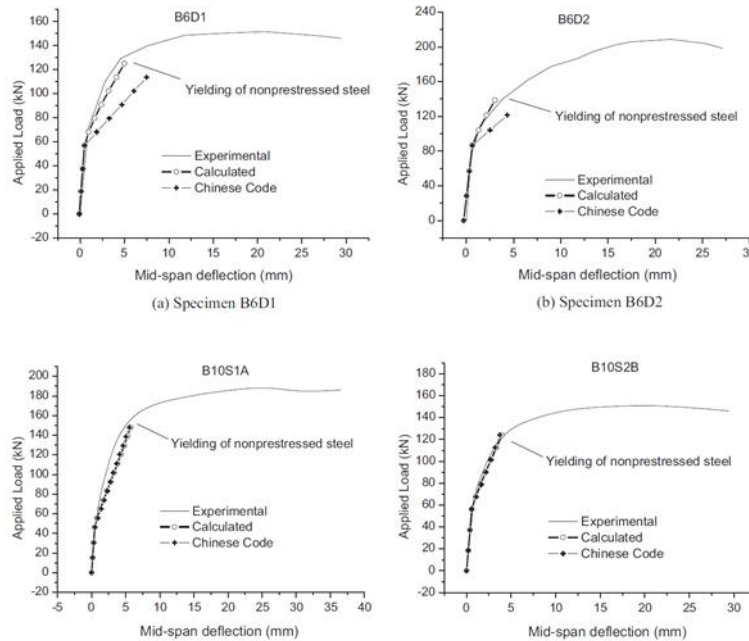 B6D1
160
140
120
100
80
60
40
20
0
-20
Applied Load (kN)
Yielding of nonprestressed steel
Experimental
Calculated
Chinese Code
0 5 10 15 20 25 30
Mid-span deflection (mm)
(a) Specimen B6D1
B6D2
240
200
160
120
80
40
0
Applied Load (kN)
Yielding of nonprestressed steel
Experimental
Calculated
Chinese Code
0 5 10 15 20 25
Mid-span deflection (mm)
(b) Specimen B6D2
B10S1A
200
180
160
140
120
100
80
60
40
20
0
-20
Applied Load (kN)
Yielding of nonprestressed steel
Experimental
Calculated
Chinese Code
-5 0 5 10 15 20 25 30 35 40
Mid-span deflection (mm)
B10S2B
180
160
140
120
100
80
60
40
20
0
-20
Applied Load (kN)
Yielding of nonprestressed steel
Experimental
Calculated
Chinese Code
0 5 10 15 20 25 30
Mid-span deflection (mm)